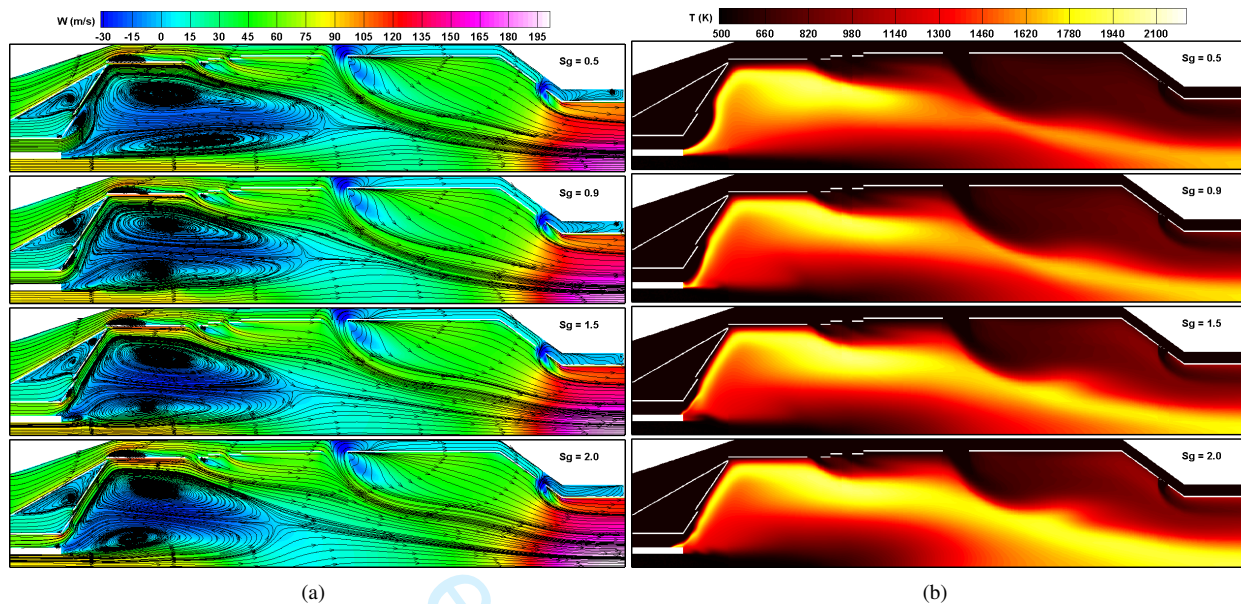 W (m/s)
-30 -15 0 15 30 45 60 75 90 105 120 135 150 165 180 195
Sg = 0.5
Sg = 0.9
Sg = 1.5
Sg = 2.0
(a)
T (K)
500 660 820 980 1140 1300 1460 1620 1780 1940 2100
Sg = 0.5
Sg = 0.9
Sg = 1.5
Sg = 2.0
(b)